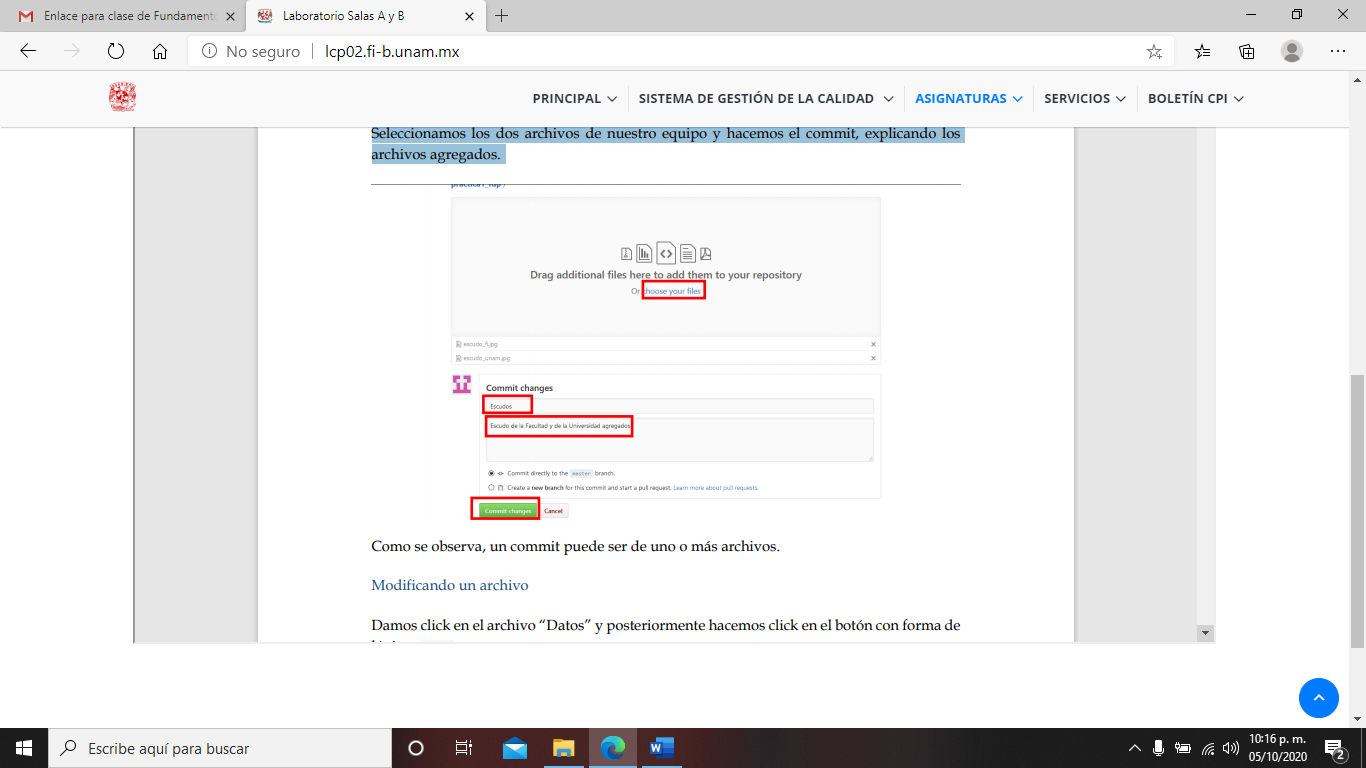 Enlace para clase de Fundament
Laboratorio Salas A y B
No seguro
lcp02.fi-b.unam.mx
PRINCIPAL
SISTEMA DE GESTIÓN DE LA CALIDAD
ASIGNATURAS
SERVICIOS
BOLETÍN CPI
Seleccionamos los dos archivos de nuestro equipo y hacemos el commit, explicando los
archivos agregados.
Drag additional files here to add them to your repository
Or choose your files
escudo_fi.jpg
escudo_unam.jpg
Commit changes
Escudos
Escudo de la Facultad y de la Universidad agregados
Commit directly to the master branch.
Create a new branch for this commit and start a pull request. Learn more about pull requests.
Commit changes
Cancel
Como se observa, un commit puede ser de uno o más archivos.
Modificando un archivo
Damos click en el archivo “Datos” y posteriormente hacemos click en el botón con forma de
Escribe aquí para buscar
10:16 p. m.
05/10/2020
2